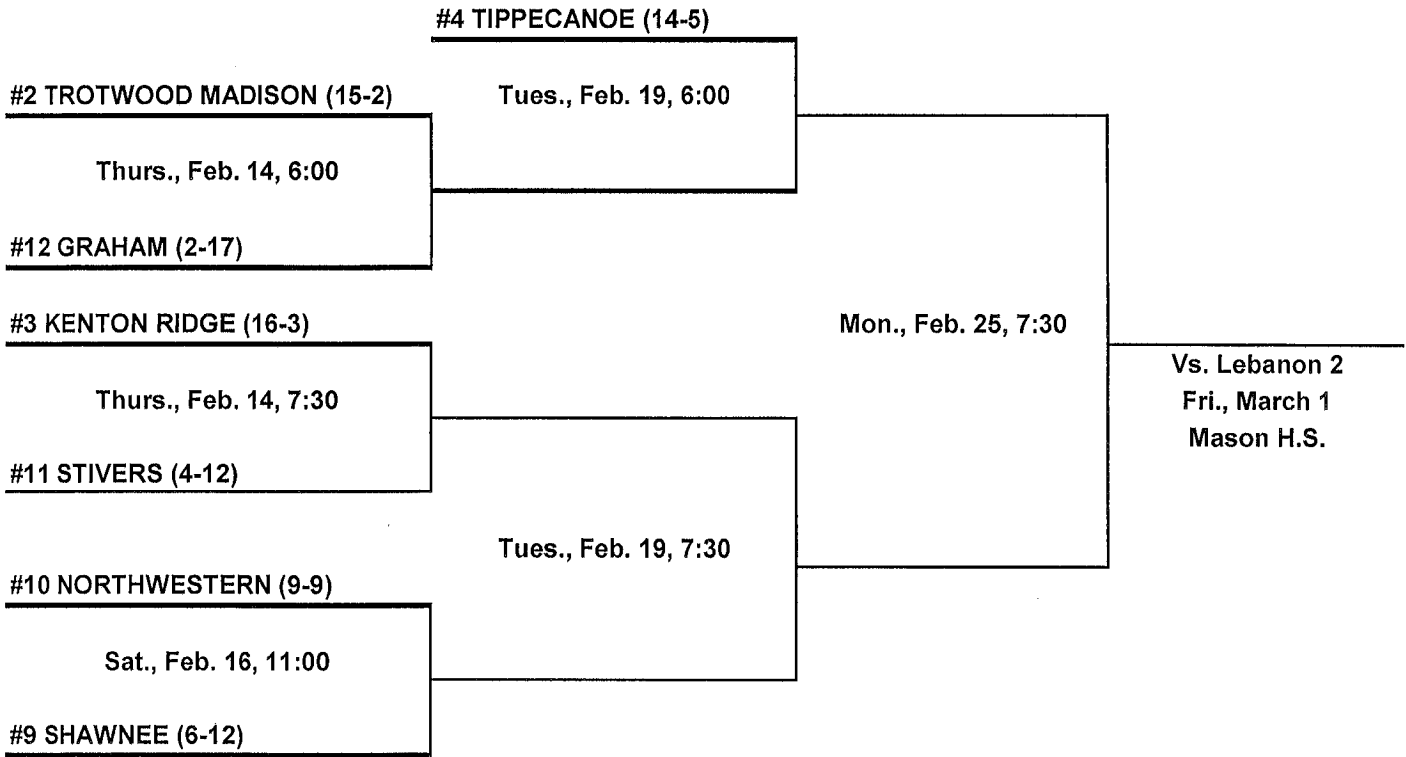 #4 TIPPECANOE (14-5)
#2 TROTWOOD MADISON (15-2)
Tues., Feb. 19, 6:00
Thurs., Feb. 14, 6:00
#12 GRAHAM (2-17)
#3 KENTON RIDGE (16-3)
Mon., Feb. 25, 7:30
Vs. Lebanon 2
Fri., March 1
Mason H.S.
Thurs., Feb. 14, 7:30
#11 STIVERS (4-12)
Tues., Feb. 19, 7:30
#10 NORTHWESTERN (9-9)
Sat., Feb. 16, 11:00
#9 SHAWNEE (6-12)